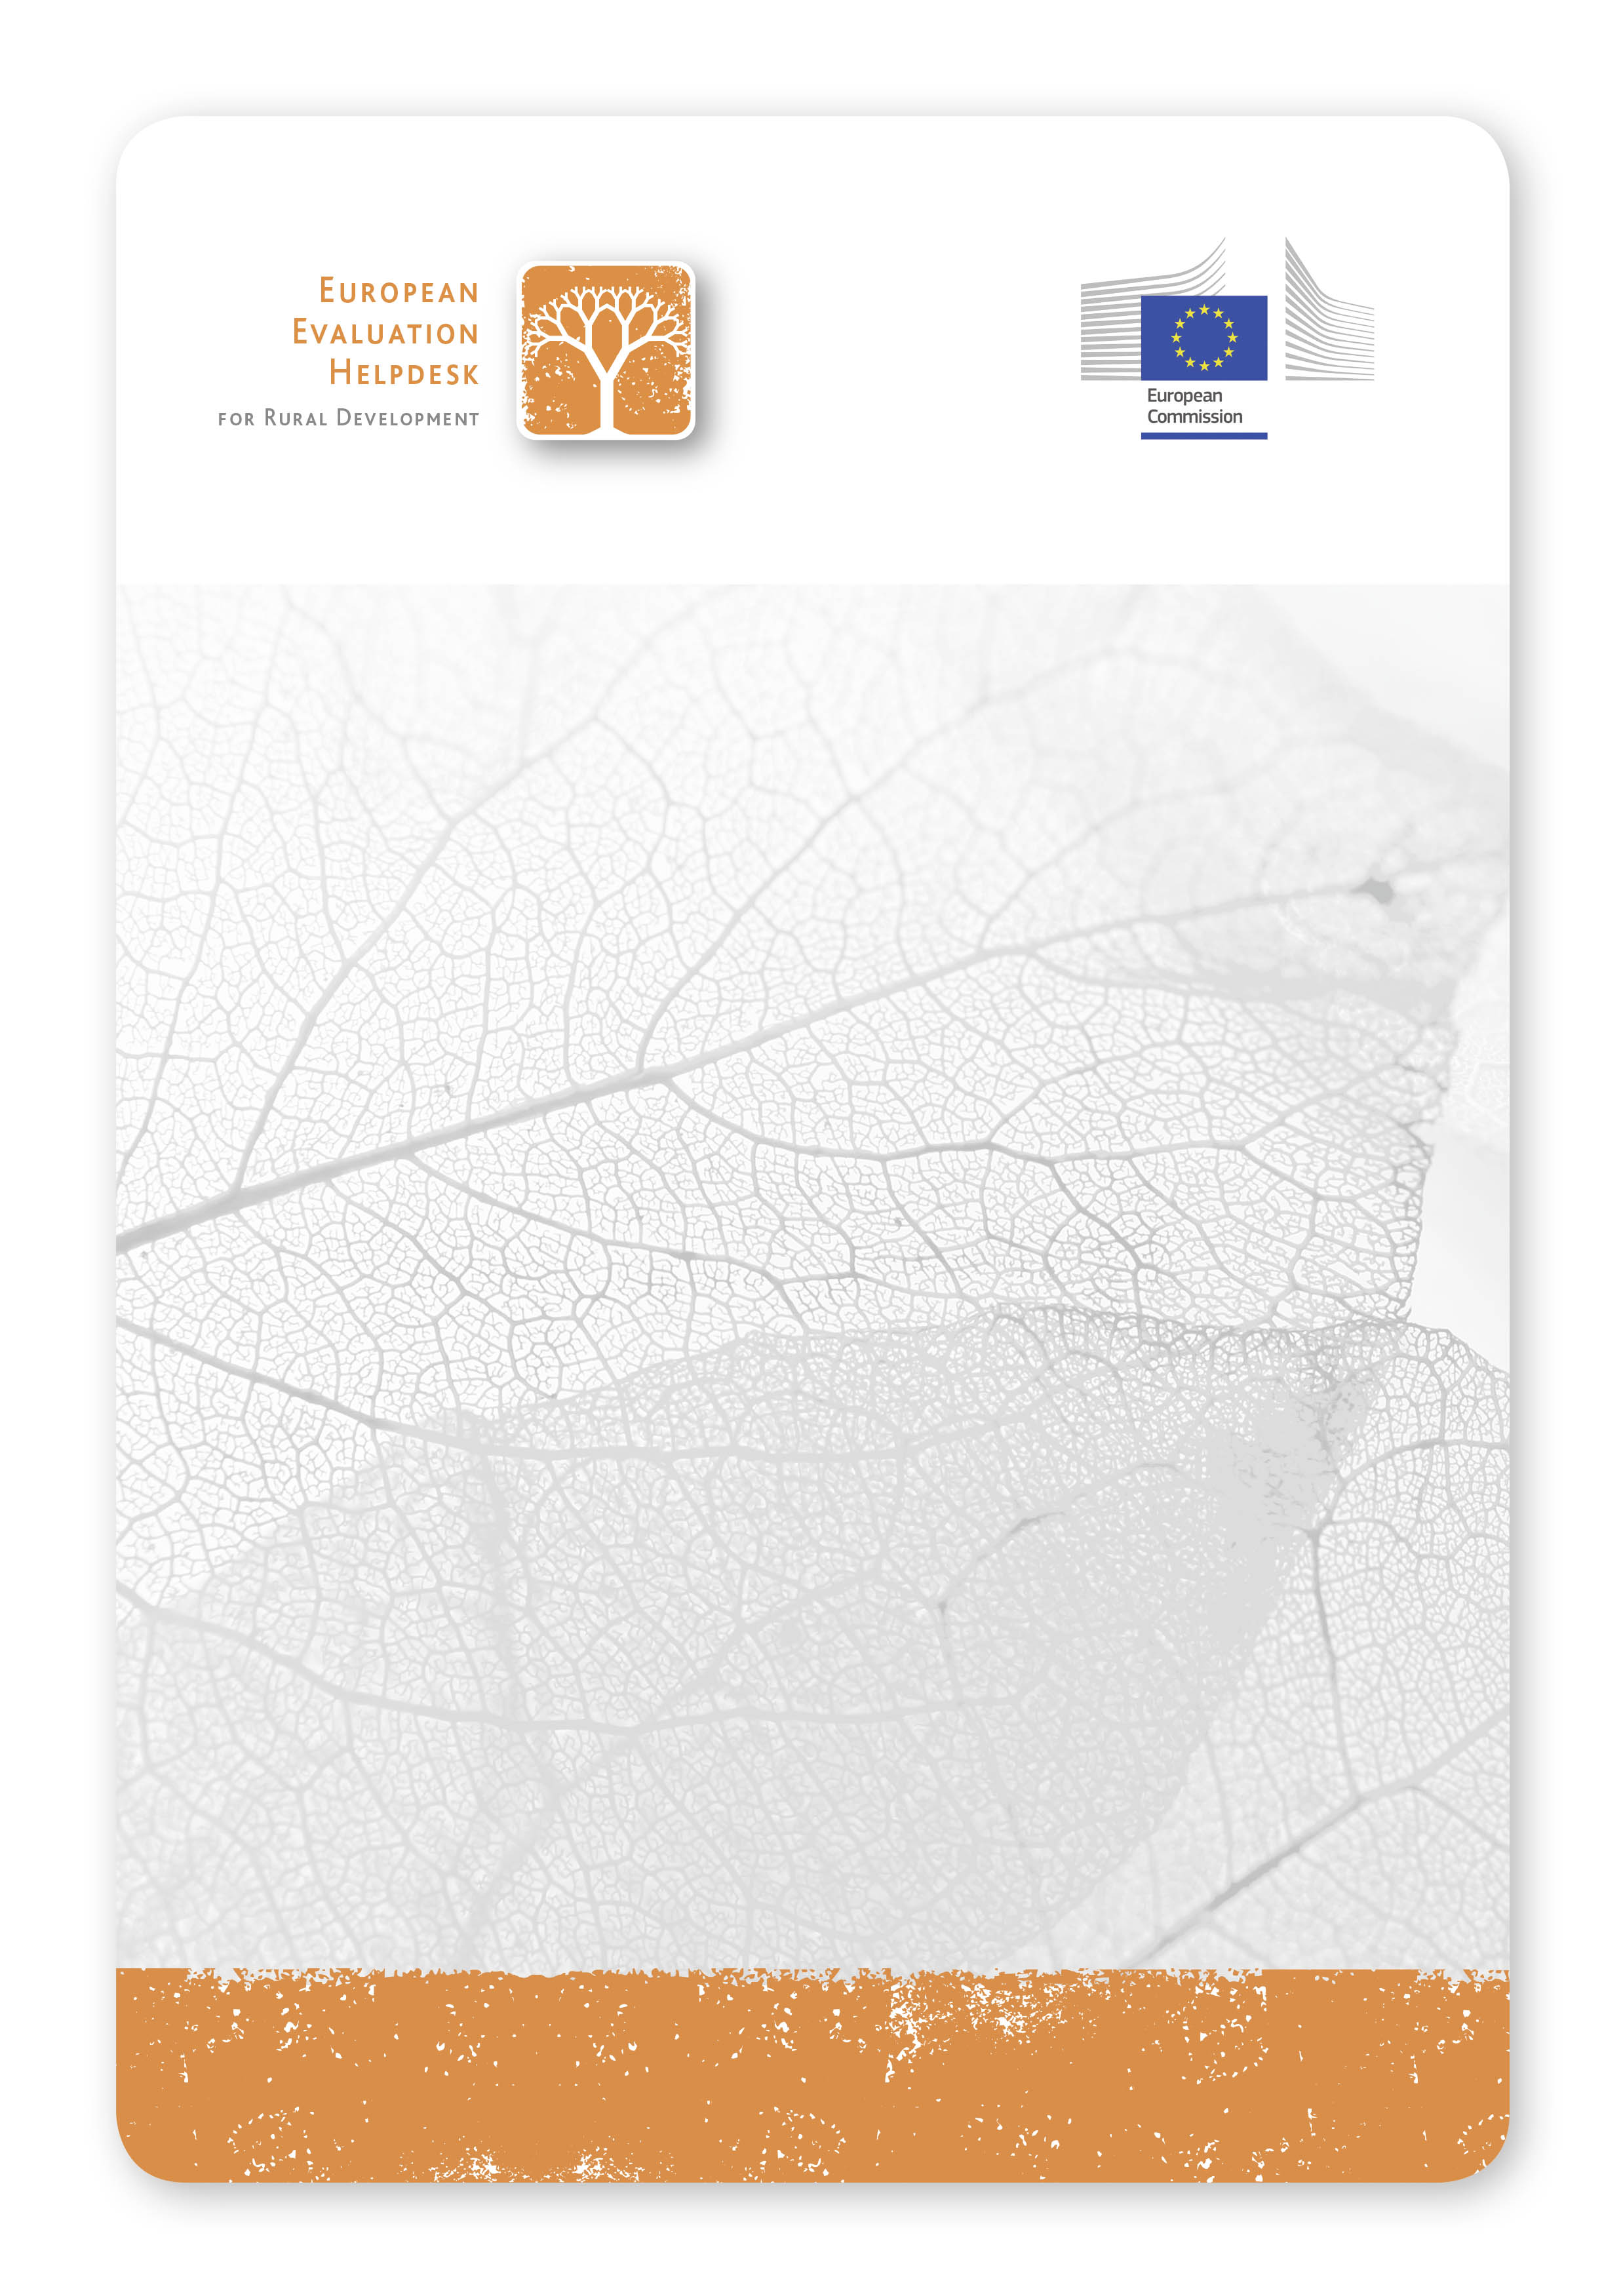 European
Evaluation
Helpdesk
for Rural Development
European
Commission